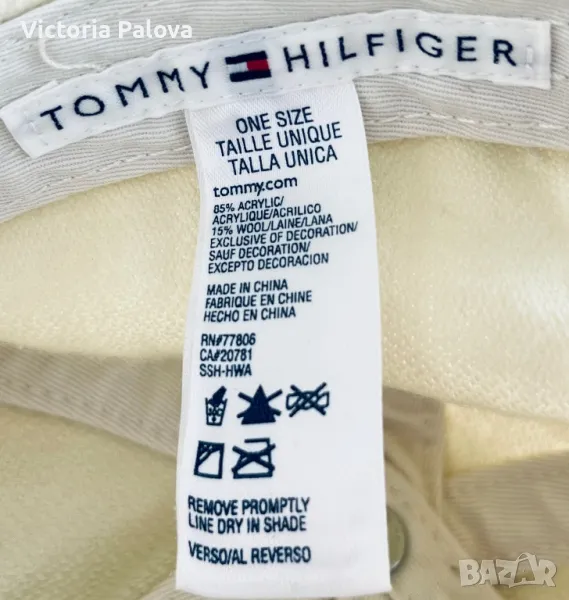 Victoria Palova
TOMMY HILFIGER
ONE SIZE
TAILLE UNIQUE
TALLA UNICA
tommy.com
85% ACRYLIC/
ACRYLIQUE/ACRILICO
15% WOOL/LAINE/LANA
EXCLUSIVE OF DECORATION/
SAUF DECORATION/
EXCEPTO DECORACION
MADE IN CHINA
FABRIQUE EN CHINE
HECHO EN CHINA
RN#77806
CA#20781
SSH-HWA
REMOVE PROMPTLY
LINE DRY IN SHADE
VERSO/AL REVERSO
BAZAR